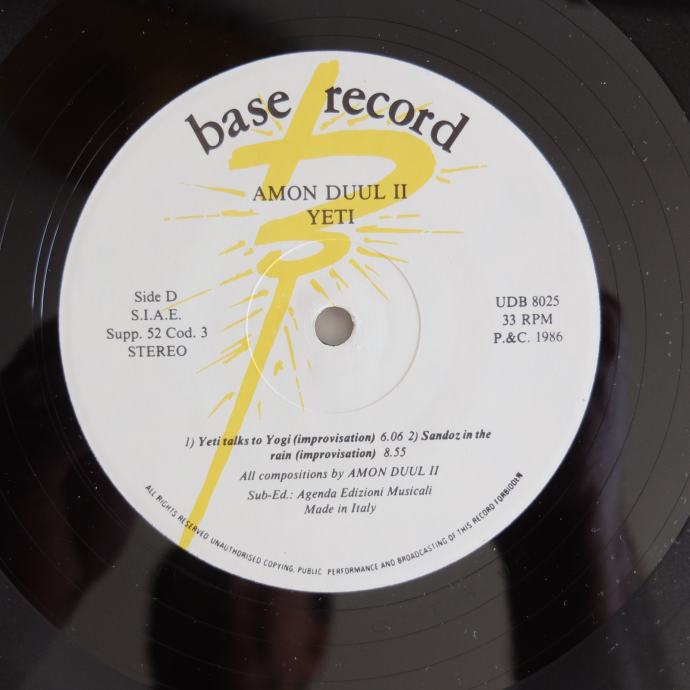 base record
AMON DUUL II
YETI
Side D
S.I.A.E.
Supp. 52 Cod. 3
STEREO
UDB 8025
33 RPM
P.&C. 1986
1) Yeti talks to Yogi (improvisation) 6.06 2) Sandoz in the
rain (improvisation) 8.55
All compositions by AMON DUUL II
Sub-Ed.: Agenda Edizioni Musicali
Made in Italy
ALL RIGHTS RESERVED UNAUTHORISED COPYING, PUBLIC PERFORMANCE AND BROADCASTING OF THIS RECORD FORBIDDEN